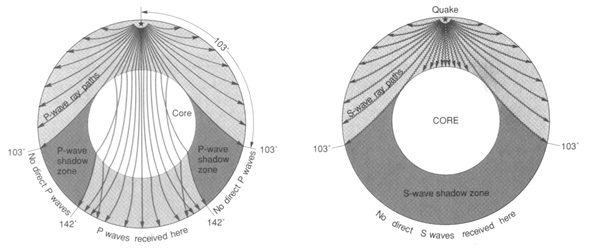 103°
P-wave ray paths
Core
P-wave
shadow
zone
P-wave
shadow
zone
103°
103°
No direct P waves
142°
P waves received here
142°
No direct P waves
Quake
S-wave ray paths
CORE
103°
103°
S-wave shadow zone
No direct S waves received here